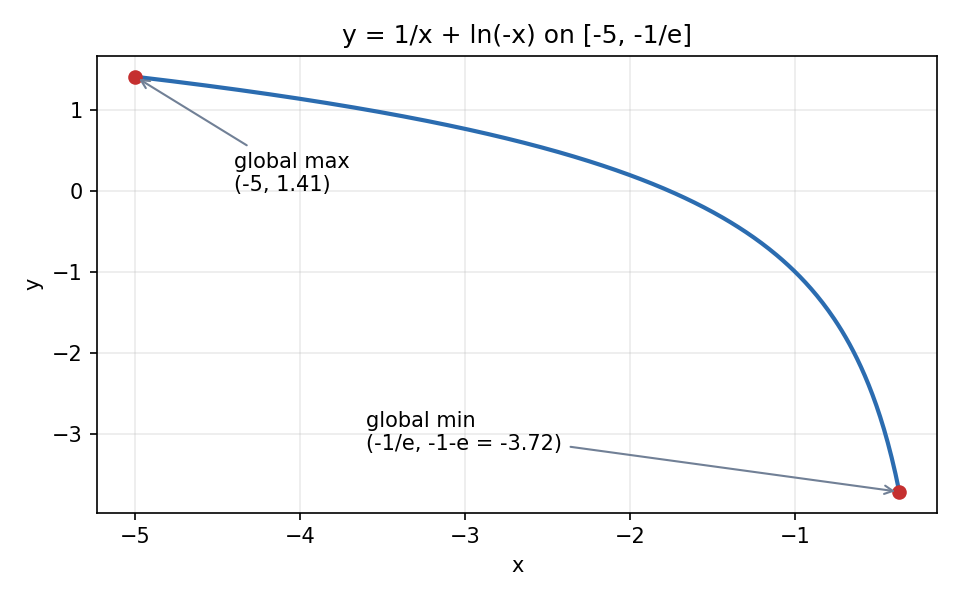 y = 1/x + ln(-x) on [-5, -1/e]
1
0
−1
−2
−3
y
global max
(-5, 1.41)
global min
(-1/e, -1-e = -3.72)
−5 −4 −3 −2 −1
x